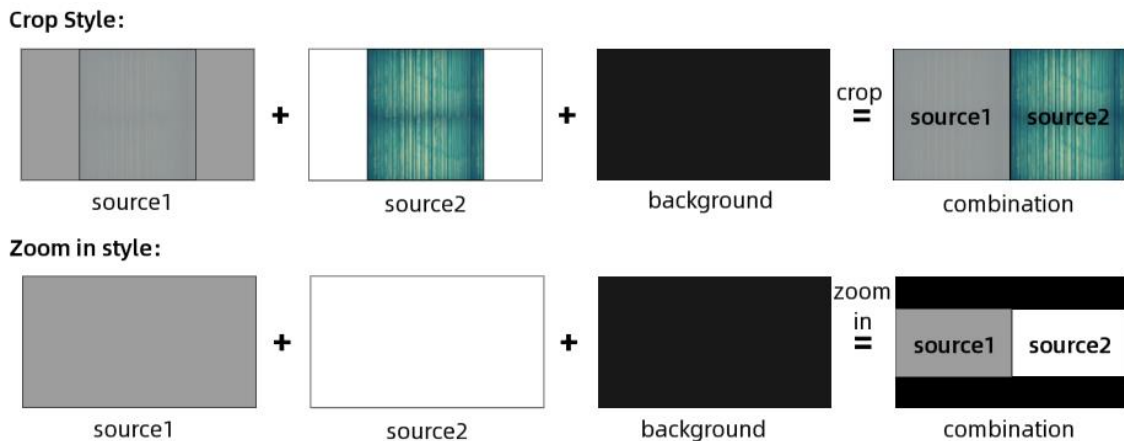 Crop Style:
+ + crop =
source1 source2
source1 source2 background combination
Zoom in style:
+ + zoom in =
source1 source2
source1 source2 background combination